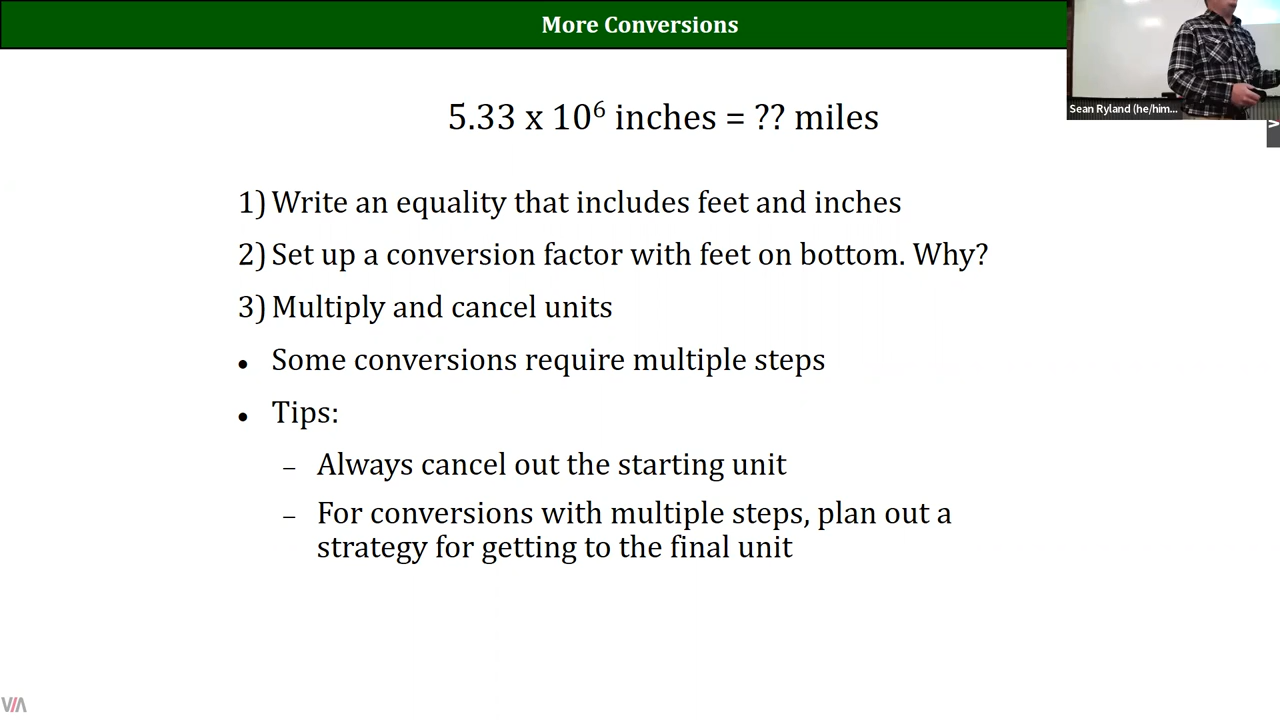 More Conversions
5.33 x 10⁶ inches = ?? miles
1) Write an equality that includes feet and inches
2) Set up a conversion factor with feet on bottom. Why?
3) Multiply and cancel units
• Some conversions require multiple steps
• Tips:
– Always cancel out the starting unit
– For conversions with multiple steps, plan out a
strategy for getting to the final unit
Sean Ryland (he/him...
>
VIA